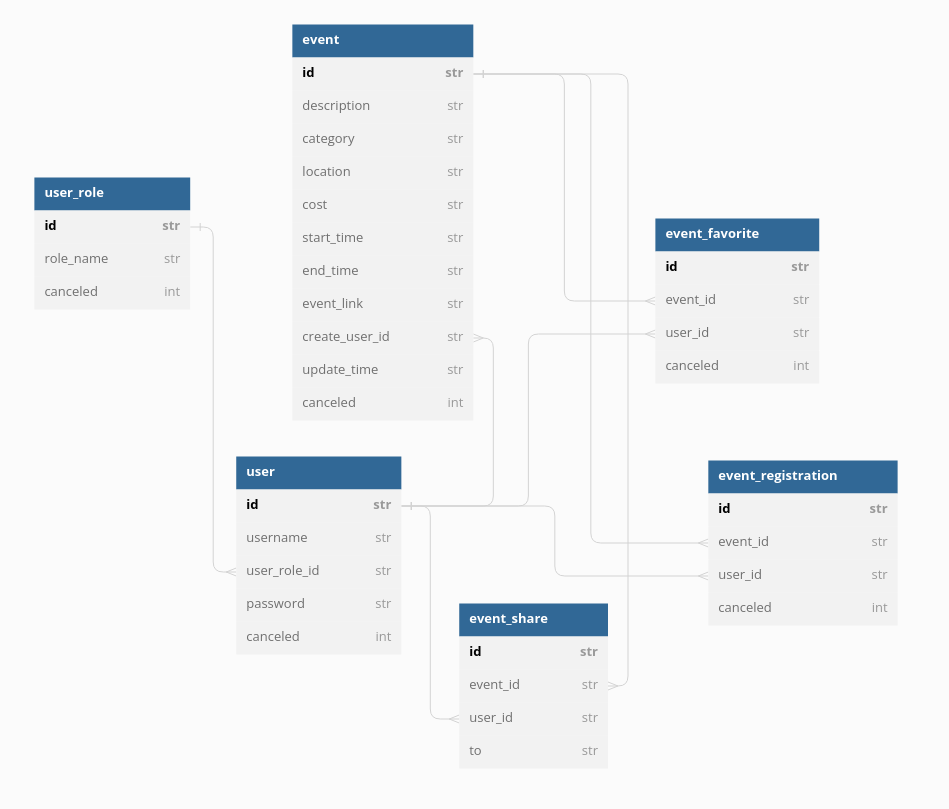 event
id str
description str
category str
location str
cost str
start_time str
end_time str
event_link str
create_user_id str
update_time str
canceled int
user_role
id str
role_name str
canceled int
event_favorite
id str
event_id str
user_id str
canceled int
user
id str
username str
user_role_id str
password str
canceled int
event_registration
id str
event_id str
user_id str
canceled int
event_share
id str
event_id str
user_id str
to str